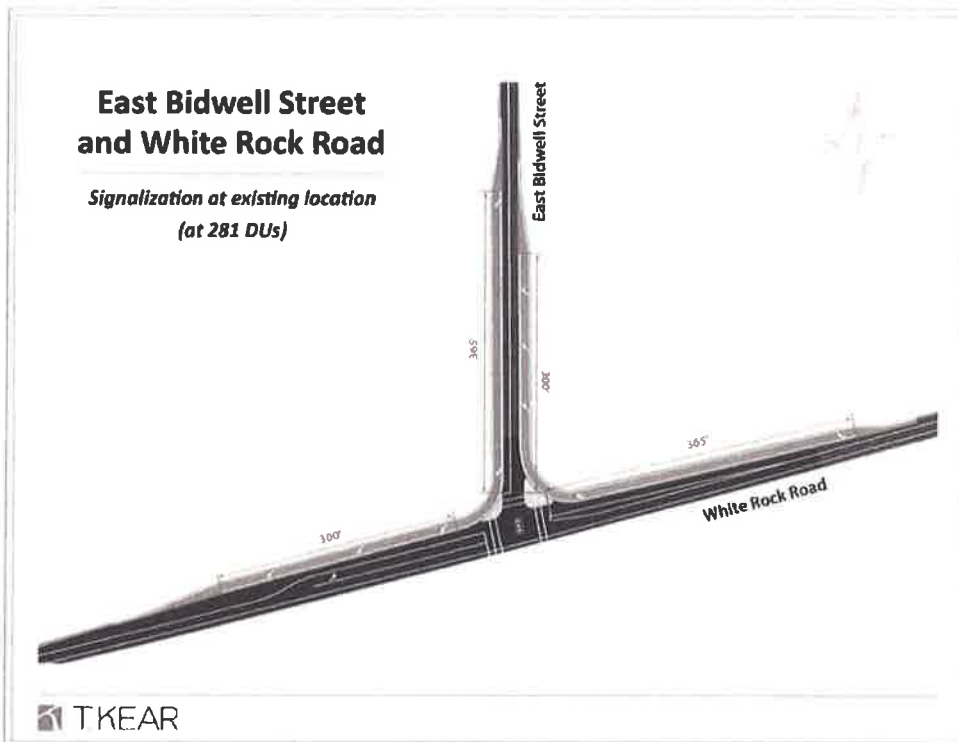 East Bidwell Street
and White Rock Road
Signalization at existing location
(at 281 DUs)
East Bidwell Street
365'
300'
365'
White Rock Road
300'
TKEAR